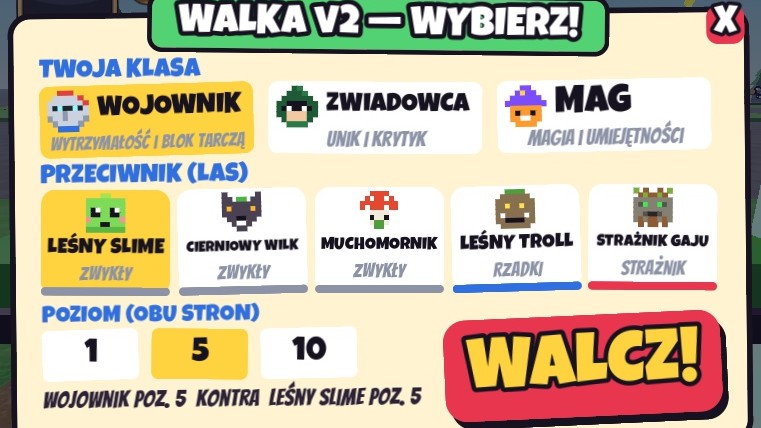 WALKA V2 — WYBIERZ!
X
TWOJA KLASA
WOJOWNIK
WYTRZYMAŁOŚĆ I BLOK TARCZĄ
ZWIADOWCA
UNIK I KRYTYK
MAG
MAGIA I UMIEJĘTNOŚCI
PRZECIWNIK (LAS)
LEŚNY SLIME
ZWYKŁY
CIERNIOWY WILK
ZWYKŁY
MUCHOMORNIK
ZWYKŁY
LEŚNY TROLL
RZADKI
STRAŻNIK GAJU
STRAŻNIK
POZIOM (OBU STRON)
1
5
10
WOJOWNIK POZ. 5 KONTRA LEŚNY SLIME POZ. 5
WALCZ!